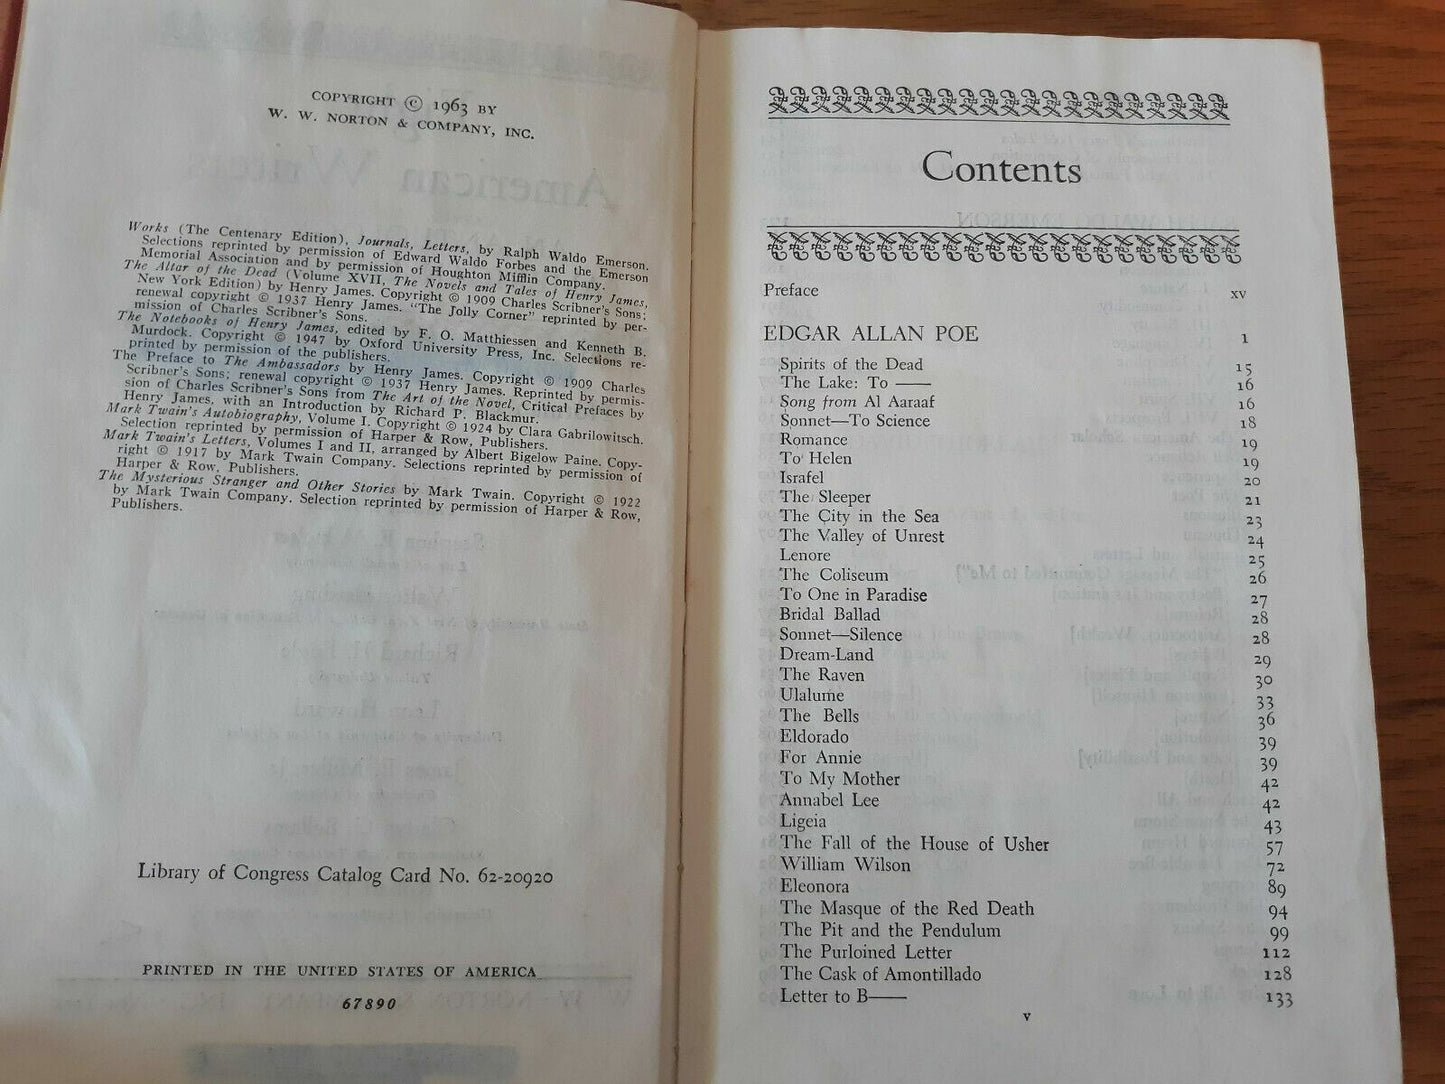 COPYRIGHT © 1963 BY
W. W. NORTON & COMPANY, INC.
Works (The Centenary Edition), Journals, Letters, by Ralph Waldo Emerson.
Selections reprinted by permission of Edward Waldo Forbes and the Emerson
Memorial Association and by permission of Houghton Mifflin Company.
The Altar of the Dead (Volume XVII, The Novels and Tales of Henry James,
New York Edition) by Henry James. Copyright © 1909 Charles Scribner's Sons;
renewal copyright © 1937 Henry James. "The Jolly Corner" reprinted by per-
mission of Charles Scribner's Sons.
The Notebooks of Henry James, edited by F. O. Matthiessen and Kenneth B.
Murdock. Copyright © 1947 by Oxford University Press, Inc. Selections re-
printed by permission of the publishers.
The Preface to The Ambassadors by Henry James. Copyright © 1909 Charles
Scribner's Sons; renewal copyright © 1937 Henry James. Reprinted by permis-
sion of Charles Scribner's Sons from The Art of the Novel, Critical Prefaces by
Henry James, with an Introduction by Richard P. Blackmur.
Mark Twain's Autobiography, Volume I. Copyright © 1924 by Clara Gabrilowitsch.
Selection reprinted by permission of Harper & Row, Publishers.
Mark Twain's Letters, Volumes I and II, arranged by Albert Bigelow Paine. Copy-
right © 1917 by Mark Twain Company. Selections reprinted by permission of
Harper & Row, Publishers.
The Mysterious Stranger and Other Stories by Mark Twain. Copyright © 1922
by Mark Twain Company. Selection reprinted by permission of Harper & Row,
Publishers.
Library of Congress Catalog Card No. 62-20920
PRINTED IN THE UNITED STATES OF AMERICA
67890
Contents
Preface xv
EDGAR ALLAN POE 1
Spirits of the Dead 15
The Lake: To —— 16
Song from Al Aaraaf 16
Sonnet—To Science 18
Romance 19
To Helen 19
Israfel 20
The Sleeper 21
The City in the Sea 23
The Valley of Unrest 24
Lenore 25
The Coliseum 26
To One in Paradise 27
Bridal Ballad 28
Sonnet—Silence 28
Dream-Land 29
The Raven 30
Ulalume 33
The Bells 36
Eldorado 39
For Annie 39
To My Mother 42
Annabel Lee 42
Ligeia 43
The Fall of the House of Usher 57
William Wilson 72
Eleonora 89
The Masque of the Red Death 94
The Pit and the Pendulum 99
The Purloined Letter 112
The Cask of Amontillado 128
Letter to B—— 133
v